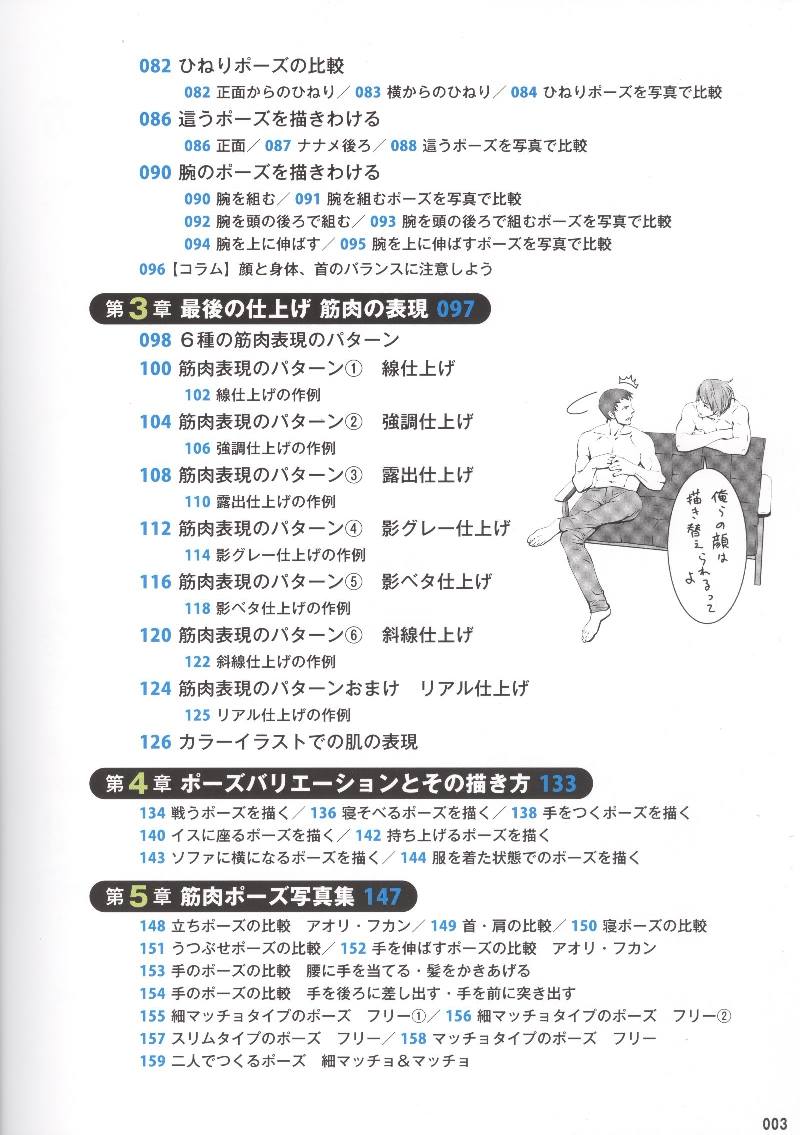 082 ひねりポーズの比較
082 正面からのひねり／083 横からのひねり／084 ひねりポーズを写真で比較
086 這うポーズを描きわける
086 正面／087 ナナメ後ろ／088 這うポーズを写真で比較
090 腕のポーズを描きわける
090 腕を組む／091 腕を組むポーズを写真で比較
092 腕を頭の後ろで組む／093 腕を頭の後ろで組むポーズを写真で比較
094 腕を上に伸ばす／095 腕を上に伸ばすポーズを写真で比較
096【コラム】顔と身体、首のバランスに注意しよう
第3章 最後の仕上げ 筋肉の表現 097
098 ６種の筋肉表現のパターン
100 筋肉表現のパターン①　線仕上げ
102 線仕上げの作例
104 筋肉表現のパターン②　強調仕上げ
106 強調仕上げの作例
108 筋肉表現のパターン③　露出仕上げ
110 露出仕上げの作例
112 筋肉表現のパターン④　影グレー仕上げ
114 影グレー仕上げの作例
116 筋肉表現のパターン⑤　影ベタ仕上げ
118 影ベタ仕上げの作例
120 筋肉表現のパターン⑥　斜線仕上げ
122 斜線仕上げの作例
124 筋肉表現のパターンおまけ　リアル仕上げ
125 リアル仕上げの作例
126 カラーイラストでの肌の表現
俺らの顔は
描き替えられるって
よ
第4章 ポーズバリエーションとその描き方 133
134 戦うポーズを描く／136 寝そべるポーズを描く／138 手をつくポーズを描く
140 イスに座るポーズを描く／142 持ち上げるポーズを描く
143 ソファに横になるポーズを描く／144 服を着た状態でのポーズを描く
第5章 筋肉ポーズ写真集 147
148 立ちポーズの比較　アオリ・フカン／149 首・肩の比較／150 寝ポーズの比較
151 うつぶせポーズの比較／152 手を伸ばすポーズの比較　アオリ・フカン
153 手のポーズの比較　腰に手を当てる・髪をかきあげる
154 手のポーズの比較　手を後ろに差し出す・手を前に突き出す
155 細マッチョタイプのポーズ　フリー①／156 細マッチョタイプのポーズ　フリー②
157 スリムタイプのポーズ　フリー／158 マッチョタイプのポーズ　フリー
159 二人でつくるポーズ　細マッチョ＆マッチョ
003